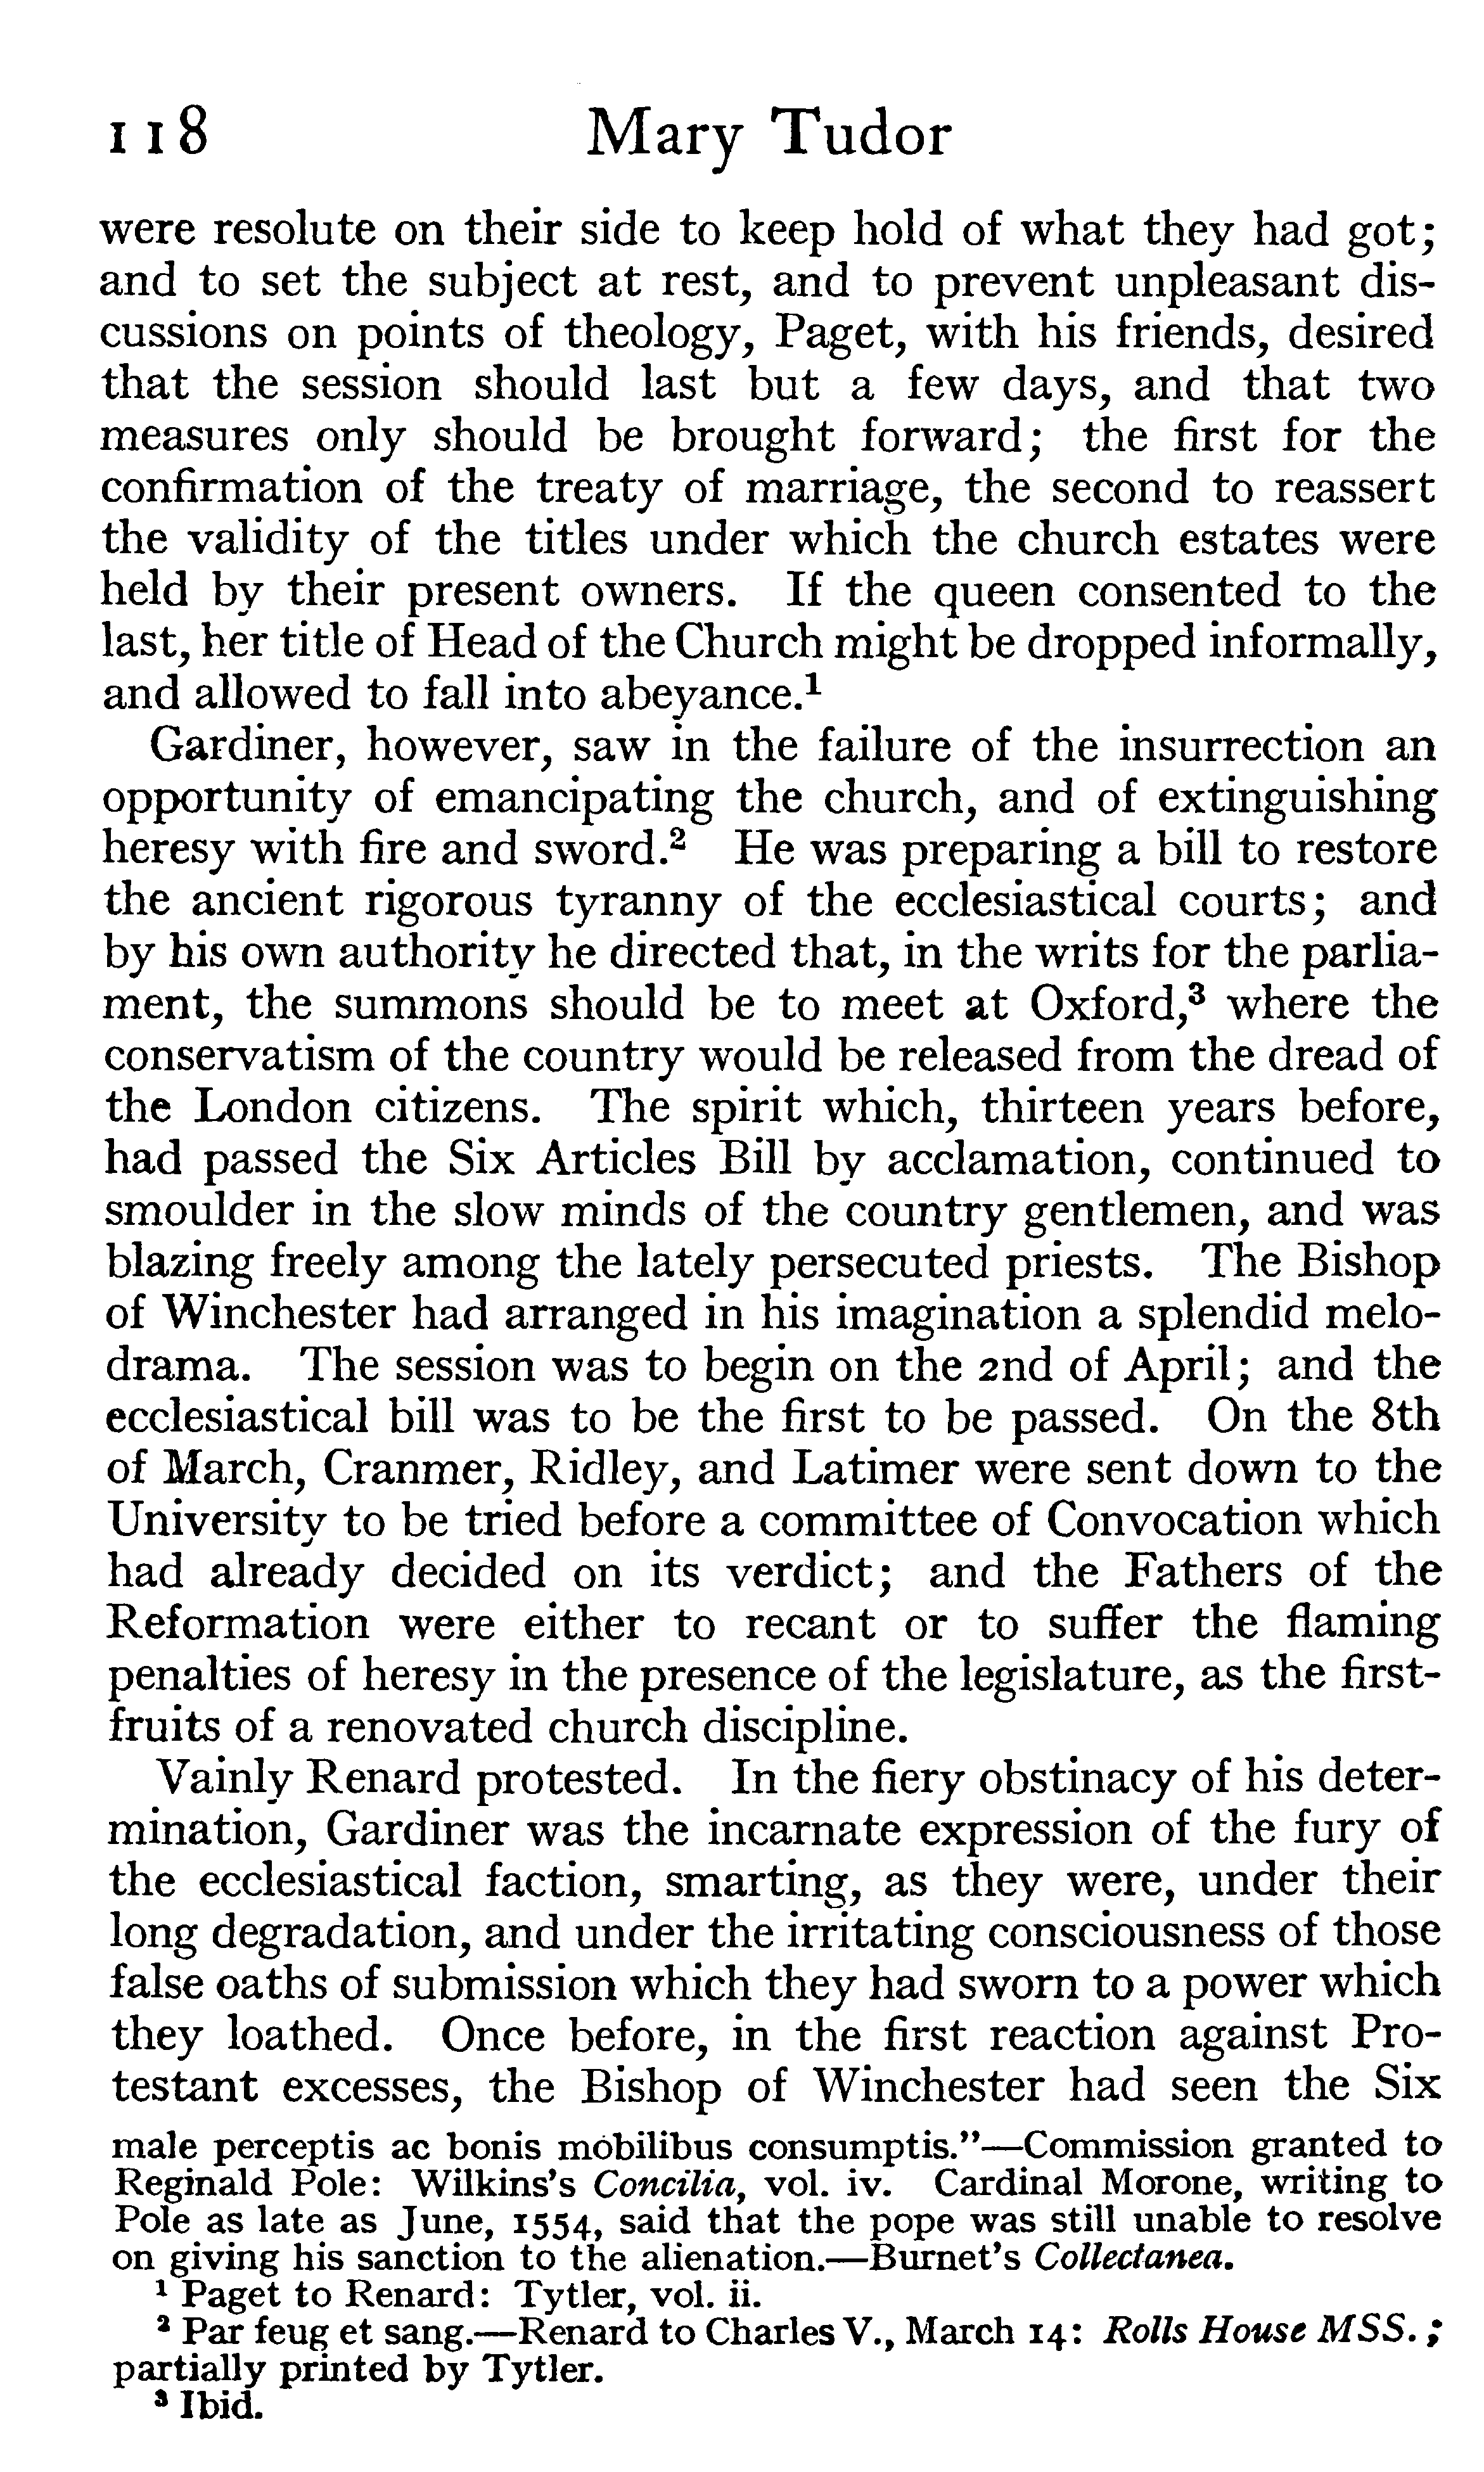 118 Mary Tudor
were resolute on their side to keep hold of what they had got;
and to set the subject at rest, and to prevent unpleasant dis-
cussions on points of theology, Paget, with his friends, desired
that the session should last but a few days, and that two
measures only should be brought forward; the first for the
confirmation of the treaty of marriage, the second to reassert
the validity of the titles under which the church estates were
held by their present owners. If the queen consented to the
last, her title of Head of the Church might be dropped informally,
and allowed to fall into abeyance.¹
Gardiner, however, saw in the failure of the insurrection an
opportunity of emancipating the church, and of extinguishing
heresy with fire and sword.² He was preparing a bill to restore
the ancient rigorous tyranny of the ecclesiastical courts; and
by his own authority he directed that, in the writs for the parlia-
ment, the summons should be to meet at Oxford,³ where the
conservatism of the country would be released from the dread of
the London citizens. The spirit which, thirteen years before,
had passed the Six Articles Bill by acclamation, continued to
smoulder in the slow minds of the country gentlemen, and was
blazing freely among the lately persecuted priests. The Bishop
of Winchester had arranged in his imagination a splendid melo-
drama. The session was to begin on the 2nd of April; and the
ecclesiastical bill was to be the first to be passed. On the 8th
of March, Cranmer, Ridley, and Latimer were sent down to the
University to be tried before a committee of Convocation which
had already decided on its verdict; and the Fathers of the
Reformation were either to recant or to suffer the flaming
penalties of heresy in the presence of the legislature, as the first-
fruits of a renovated church discipline.
Vainly Renard protested. In the fiery obstinacy of his deter-
mination, Gardiner was the incarnate expression of the fury of
the ecclesiastical faction, smarting, as they were, under their
long degradation, and under the irritating consciousness of those
false oaths of submission which they had sworn to a power which
they loathed. Once before, in the first reaction against Pro-
testant excesses, the Bishop of Winchester had seen the Six
male perceptis ac bonis mobilibus consumptis."—Commission granted to
Reginald Pole: Wilkins's Concilia, vol. iv. Cardinal Morone, writing to
Pole as late as June, 1554, said that the pope was still unable to resolve
on giving his sanction to the alienation.—Burnet's Collectanea.
¹ Paget to Renard: Tytler, vol. ii.
² Par feug et sang.—Renard to Charles V., March 14: Rolls House MSS.;
partially printed by Tytler.
³ Ibid.